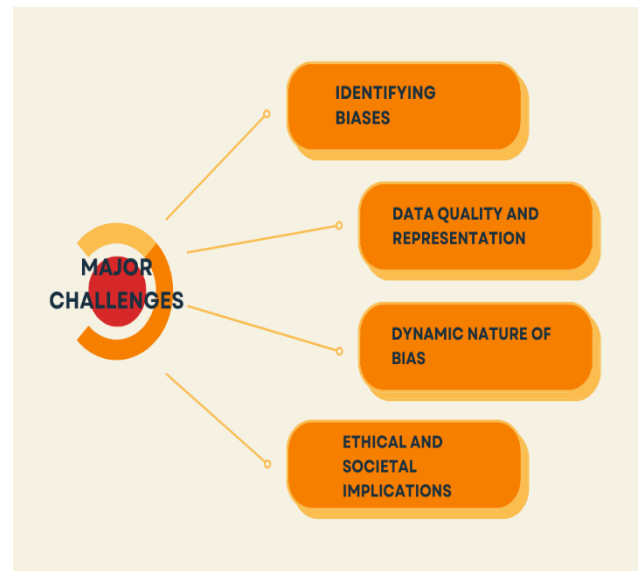 MAJOR
CHALLENGES
IDENTIFYING
BIASES
DATA QUALITY AND
REPRESENTATION
DYNAMIC NATURE OF
BIAS
ETHICAL AND
SOCIETAL
IMPLICATIONS